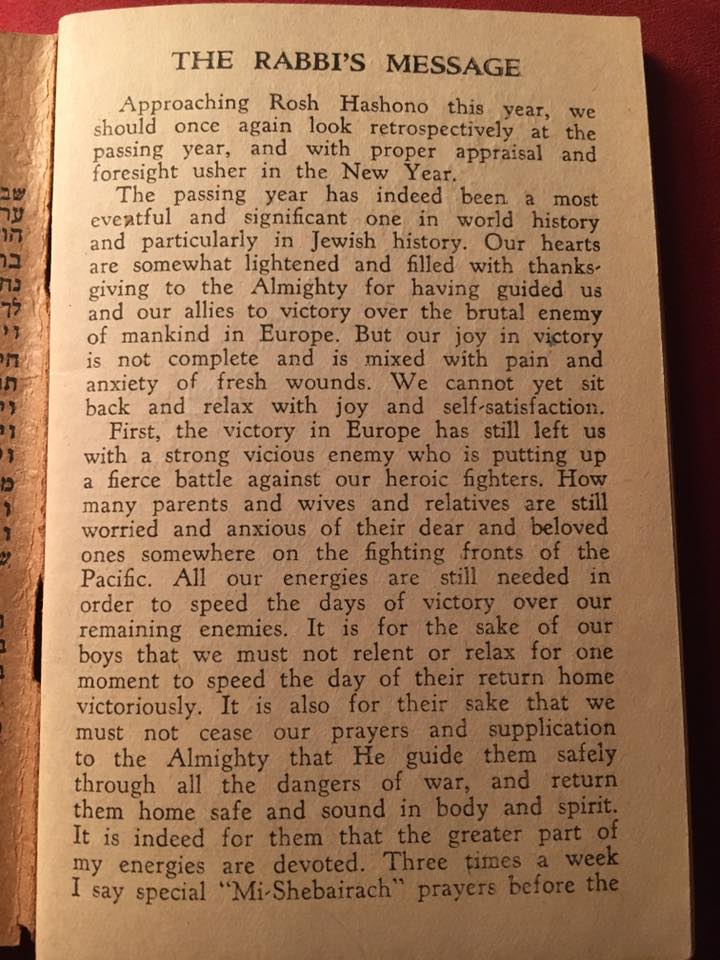 THE RABBI'S MESSAGE
Approaching Rosh Hashono this year, we
should once again look retrospectively at the
passing year, and with proper appraisal and
foresight usher in the New Year.
The passing year has indeed been a most
eventful and significant one in world history
and particularly in Jewish history. Our hearts
are somewhat lightened and filled with thanks-
giving to the Almighty for having guided us
and our allies to victory over the brutal enemy
of mankind in Europe. But our joy in victory
is not complete and is mixed with pain and
anxiety of fresh wounds. We cannot yet sit
back and relax with joy and self-satisfaction.
First, the victory in Europe has still left us
with a strong vicious enemy who is putting up
a fierce battle against our heroic fighters. How
many parents and wives and relatives are still
worried and anxious of their dear and beloved
ones somewhere on the fighting fronts of the
Pacific. All our energies are still needed in
order to speed the days of victory over our
remaining enemies. It is for the sake of our
boys that we must not relent or relax for one
moment to speed the day of their return home
victoriously. It is also for their sake that we
must not cease our prayers and supplication
to the Almighty that He guide them safely
through all the dangers of war, and return
them home safe and sound in body and spirit.
It is indeed for them that the greater part of
my energies are devoted. Three times a week
I say special "Mi-Shebairach" prayers before the